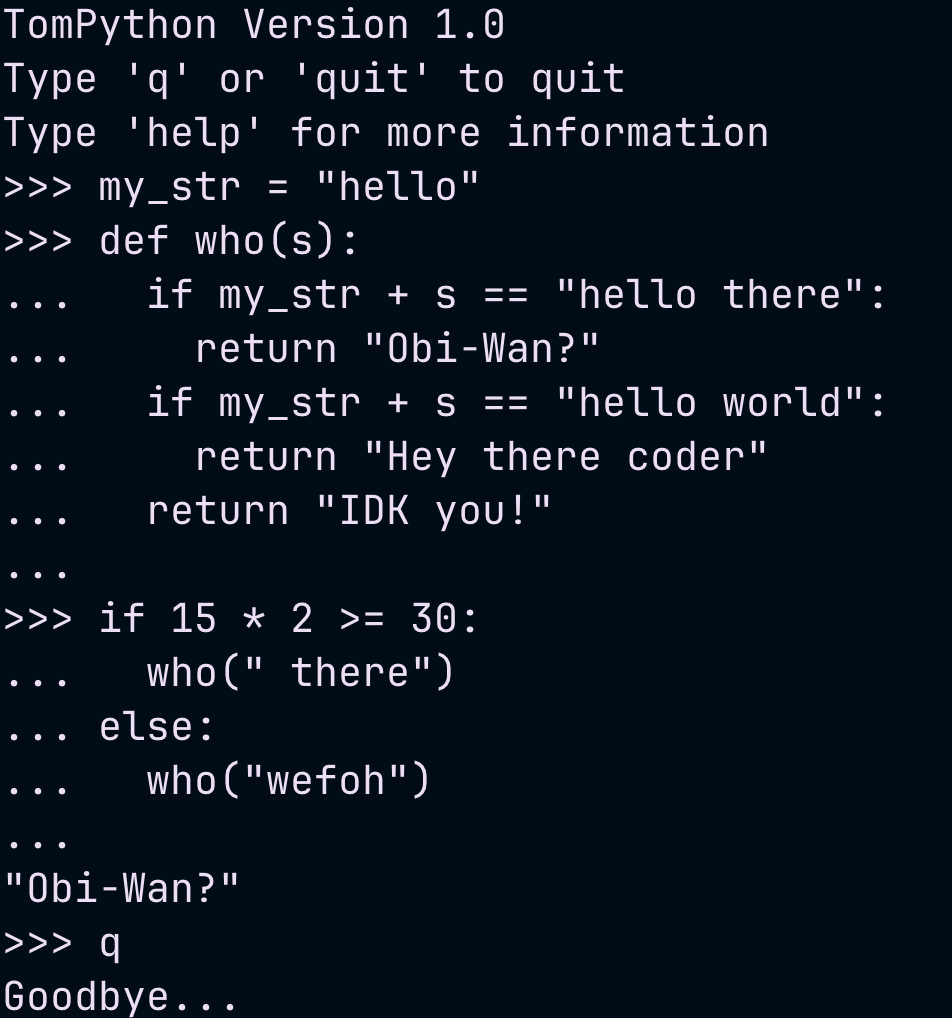 TomPython Version 1.0
Type 'q' or 'quit' to quit
Type 'help' for more information
>>> my_str = "hello"
>>> def who(s):
...   if my_str + s == "hello there":
...     return "Obi-Wan?"
...   if my_str + s == "hello world":
...     return "Hey there coder"
...   return "IDK you!"
...
>>> if 15 * 2 >= 30:
...   who(" there")
... else:
...   who("wefoh")
...
"Obi-Wan?"
>>> q
Goodbye...